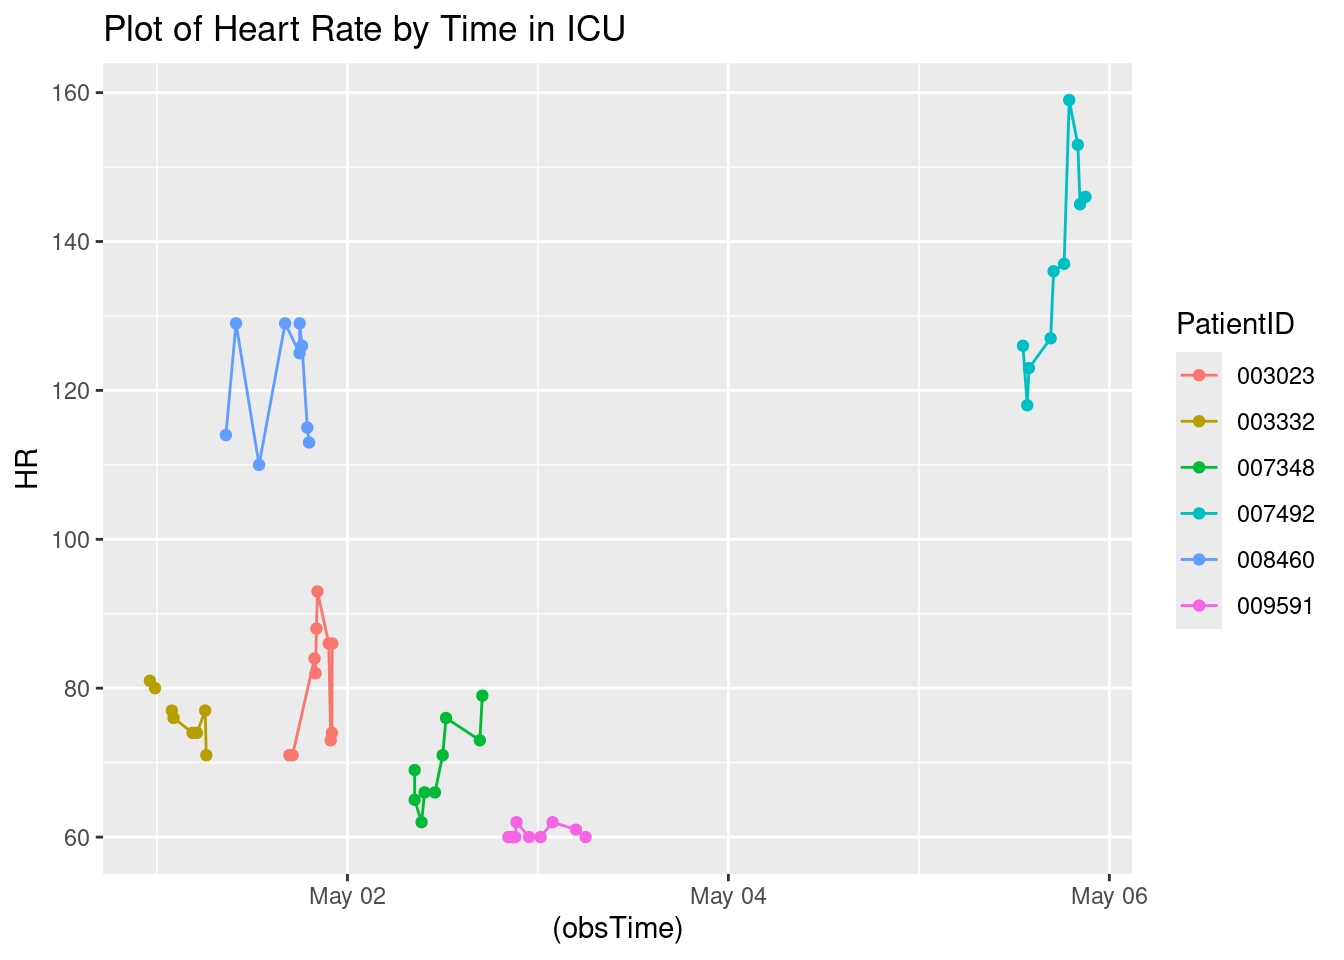 Plot of Heart Rate by Time in ICU
160
140
120
100
80
60
HR
May 02
May 04
May 06
(obsTime)
PatientID
003023
003332
007348
007492
008460
009591